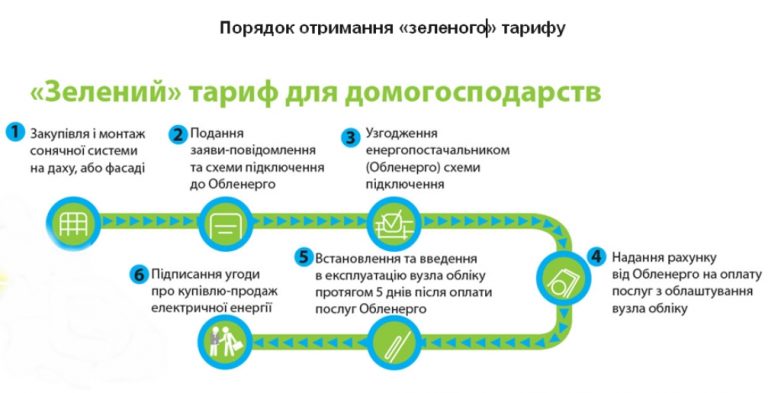 Порядок отримання «зеленого» тарифу
«Зелений» тариф для домогосподарств
1 Закупівля і монтаж
сонячної системи
на даху, або фасаді
2 Подання
заяви-повідомлення
та схеми підключення
до Обленерго
3 Узгодження
енергопостачальником
(Обленерго) схеми
підключення
4 Надання рахунку
від Обленерго на оплату
послуг з облаштування
вузла обліку
5 Встановлення та введення
в експлуатацію вузла обліку
протягом 5 днів після оплати
послуг Обленерго
6 Підписання угоди
про купівлю-продаж
електричної енергії